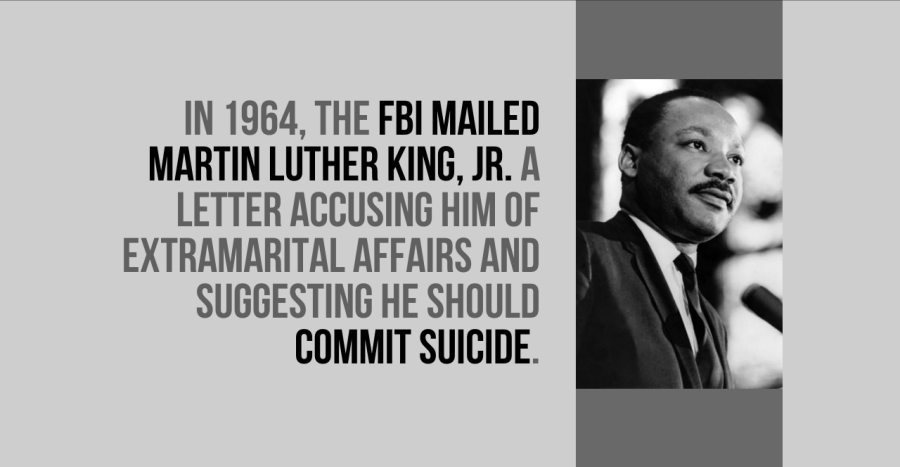 IN 1964, THE FBI MAILED
MARTIN LUTHER KING, JR. A
LETTER ACCUSING HIM OF
EXTRAMARITAL AFFAIRS AND
SUGGESTING HE SHOULD
COMMIT SUICIDE.